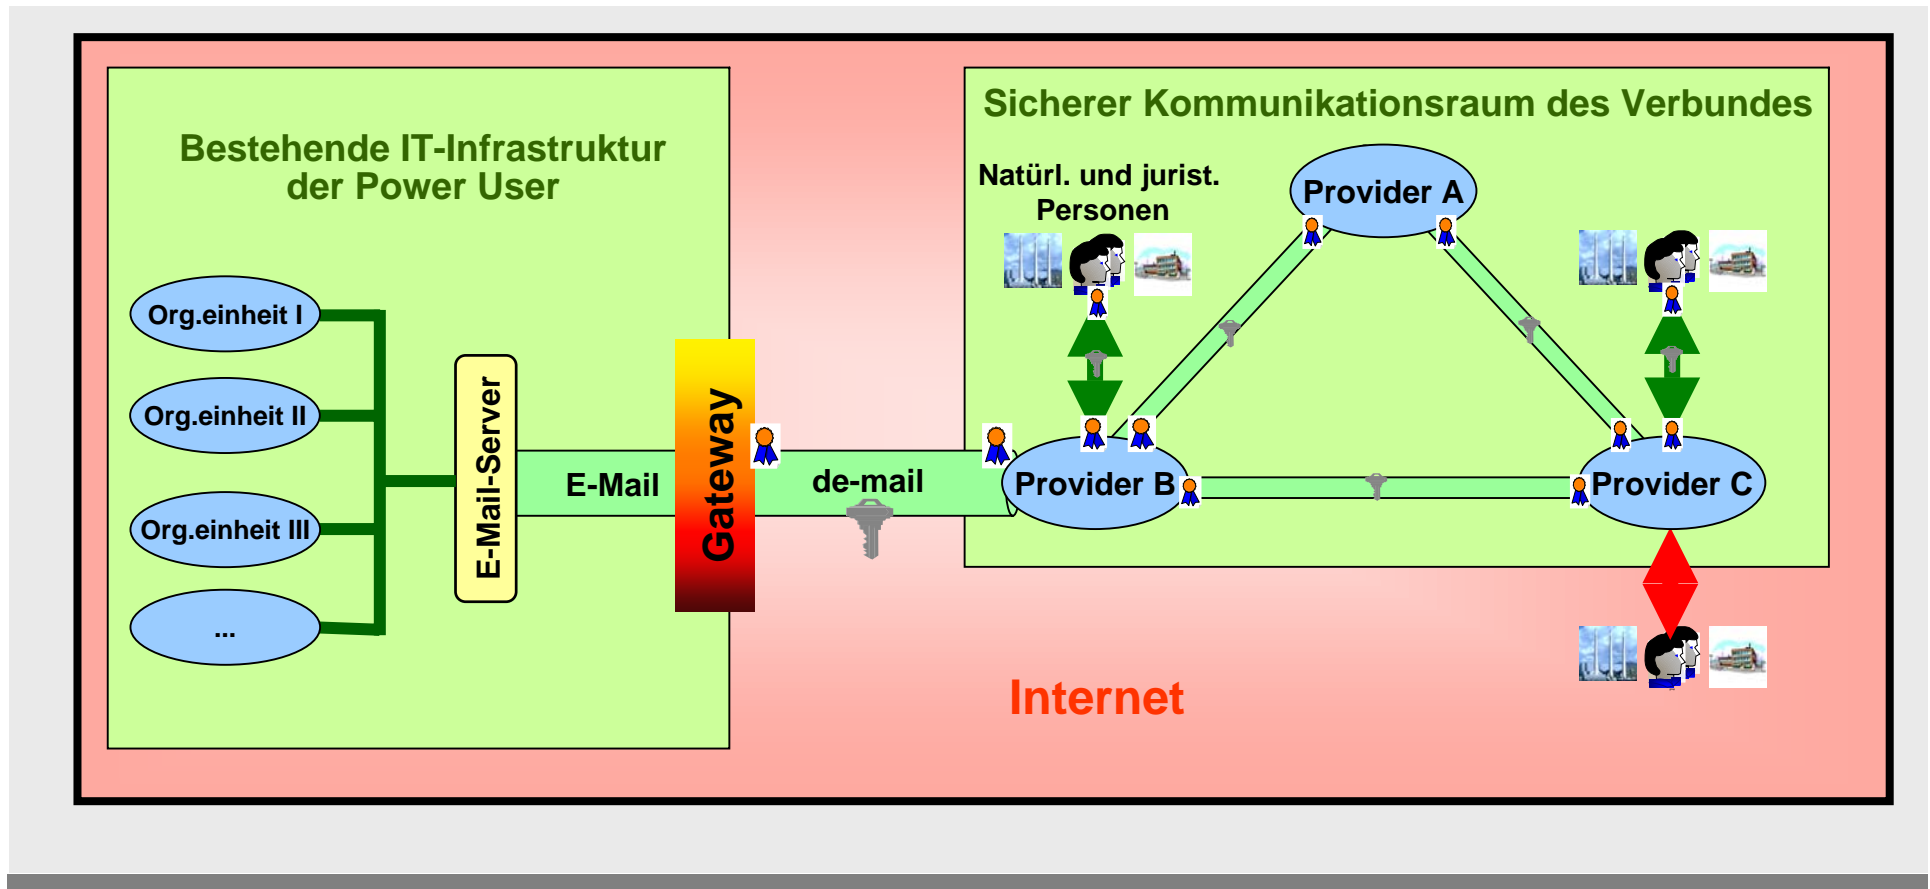 Bestehende IT-Infrastruktur
der Power User
Org.einheit I
Org.einheit II
Org.einheit III
...
E-Mail-Server
E-Mail
Gateway
de-mail
Sicherer Kommunikationsraum des Verbundes
Natürl. und jurist.
Personen
Provider A
Provider B
Provider C
Internet